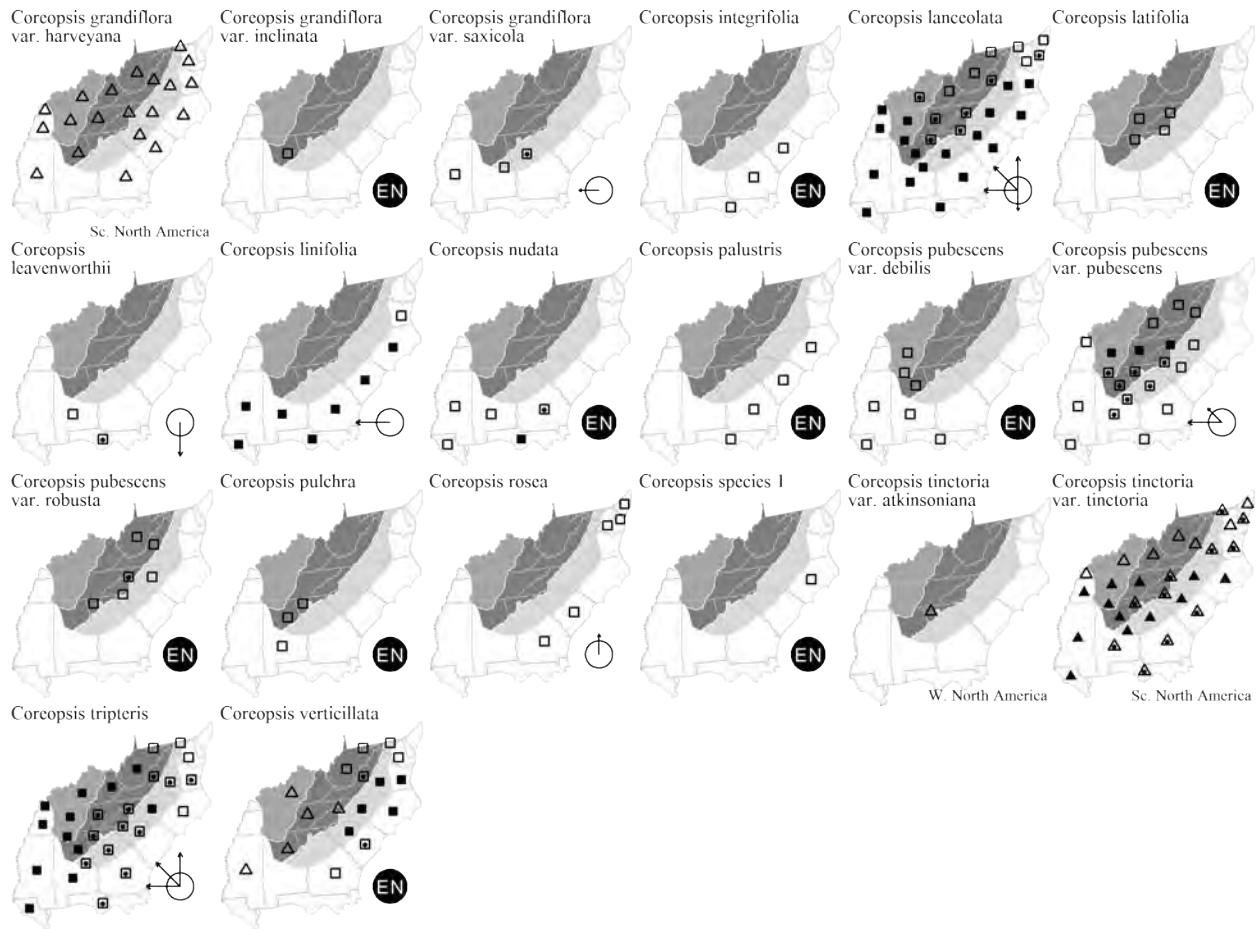 Coreopsis grandiflora
var. harveyana
Sc. North America
Coreopsis grandiflora
var. inclinata
EN
Coreopsis grandiflora
var. saxicola
Coreopsis integrifolia
EN
Coreopsis lanceolata
Coreopsis latifolia
EN
Coreopsis
leavenworthii
Coreopsis linifolia
Coreopsis nudata
EN
Coreopsis palustris
EN
Coreopsis pubescens
var. debilis
EN
Coreopsis pubescens
var. pubescens
Coreopsis pubescens
var. robusta
EN
Coreopsis pulchra
EN
Coreopsis rosea
Coreopsis species 1
EN
Coreopsis tinctoria
var. atkinsoniana
W. North America
Coreopsis tinctoria
var. tinctoria
Sc. North America
Coreopsis tripteris
Coreopsis verticillata
EN